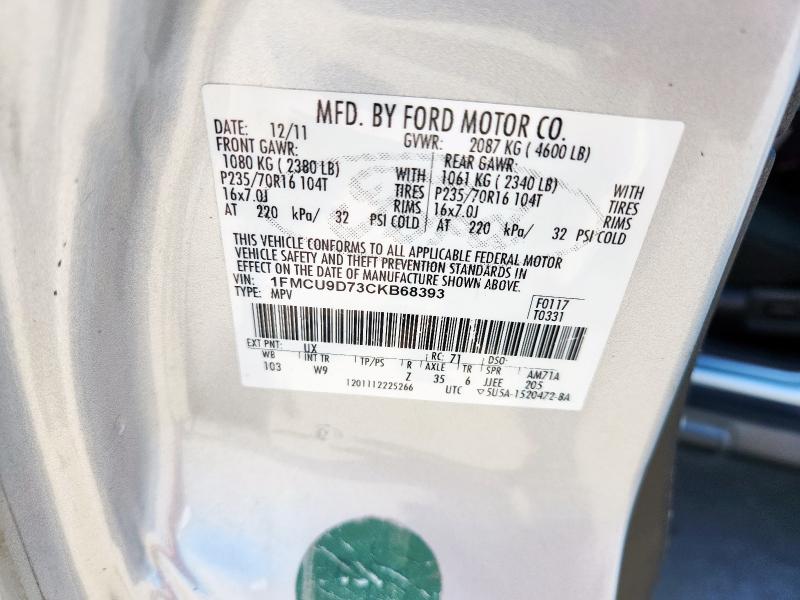 MFD. BY FORD MOTOR CO.
DATE: 12/11 GVWR: 2087 KG ( 4600 LB)
FRONT GAWR: REAR GAWR:
1080 KG ( 2380 LB) WITH 1061 KG ( 2340 LB) WITH
P235/70R16 104T TIRES P235/70R16 104T TIRES
16x7.0J RIMS 16x7.0J RIMS
AT 220 kPa/ 32 PSI COLD AT 220 kPa/ 32 PSI COLD
THIS VEHICLE CONFORMS TO ALL APPLICABLE FEDERAL MOTOR
VEHICLE SAFETY AND THEFT PREVENTION STANDARDS IN
EFFECT ON THE DATE OF MANUFACTURE SHOWN ABOVE.
VIN: 1FMCU9D73CKB68393
TYPE: MPV
F0117
T0331
EXT PNT: UX RC: 71 DSO:
WB INT TR TP/PS R AXLE TR SPR AM71A
103 W9 Z 35 6 JJEE 205
1201112225266 UTC ▽5U5A-1520472-BA